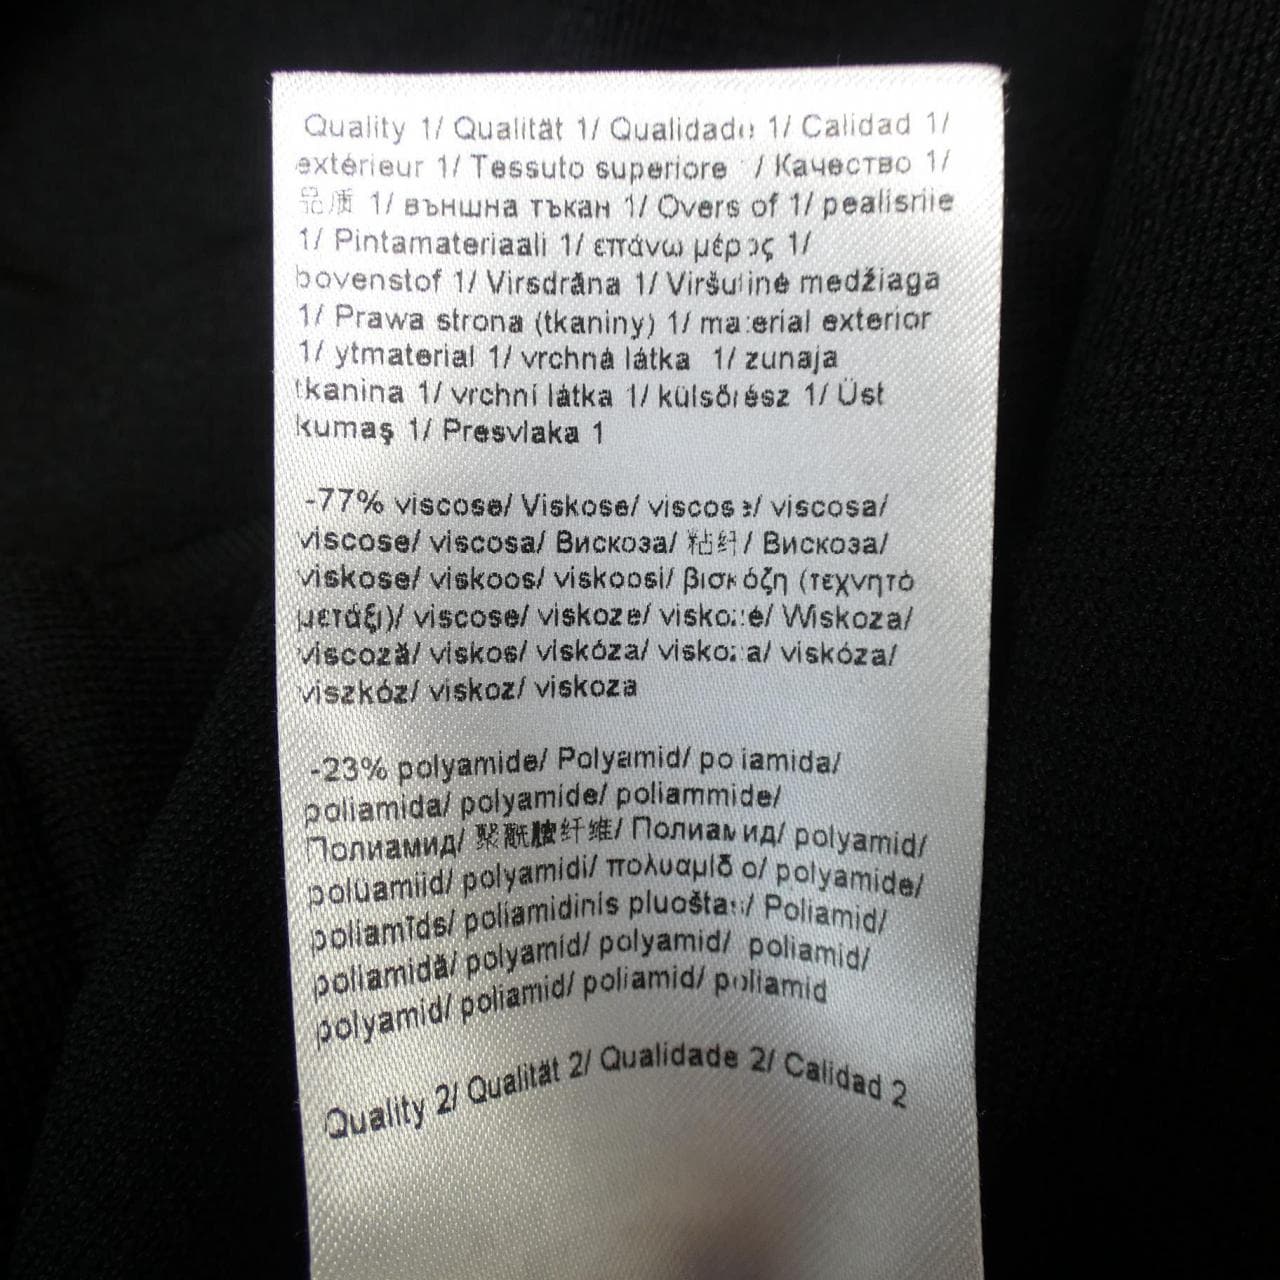 Quality 1/ Qualität 1/ Qualidade 1/ Calidad 1/
extérieur 1/ Tessuto superiore 1/ Качество 1/
品质 1/ външна тъкан 1/ Overs of 1/ pealisriie
1/ Pintamateriaali 1/ επάνω μέρος 1/
bovenstof 1/ Virsdrāna 1/ Viršutinė medžiaga
1/ Prawa strona (tkaniny) 1/ material exterior
1/ ytmaterial 1/ vrchná látka 1/ zunaja
tkanina 1/ vrchní látka 1/ külsőrész 1/ Üst
kumaş 1/ Presvlaka 1
-77% viscose/ Viskose/ viscose/ viscosa/
viscose/ viscosa/ Вискоза/ 粘纤/ Вискоза/
viskose/ viskoos/ viskoosi/ βισκόζη (τεχνητό
μετάξι)/ viscose/ viskoze/ viskozė/ Wiskoza/
viscoză/ viskos/ viskóza/ viskoza/ viskóza/
viszkóz/ viskoz/ viskoza
-23% polyamide/ Polyamid/ poliamida/
poliamida/ polyamide/ poliammide/
Полиамид/ 聚酰胺纤维/ Полиамид/ polyamid/
polüamiid/ polyamidi/ πολυαμίδιο/ polyamide/
poliamīds/ poliamidinis pluoštas/ Poliamid/
poliamidă/ polyamid/ polyamid/ poliamid/
polyamid/ poliamid/ poliamid/ poliamid
Quality 2/ Qualität 2/ Qualidade 2/ Calidad 2